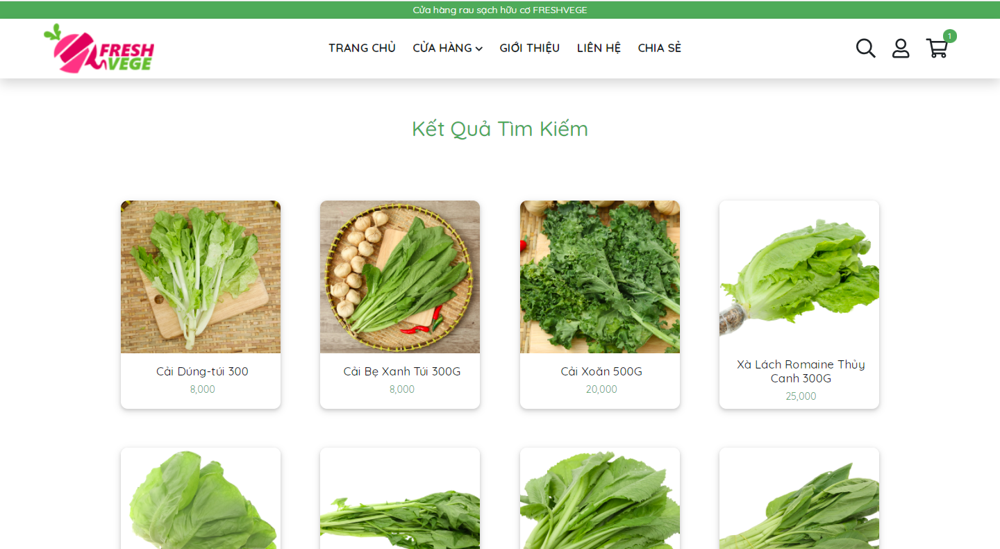 Cửa hàng rau sạch hữu cơ FRESHVEGE
FRESH
VEGE
TRANG CHỦ CỬA HÀNG GIỚI THIỆU LIÊN HỆ CHIA SẺ
1
Kết Quả Tìm Kiếm
Cải Dúng-túi 300
8,000
Cải Bẹ Xanh Túi 300G
8,000
Cải Xoăn 500G
20,000
Xà Lách Romaine Thủy
Canh 300G
25,000